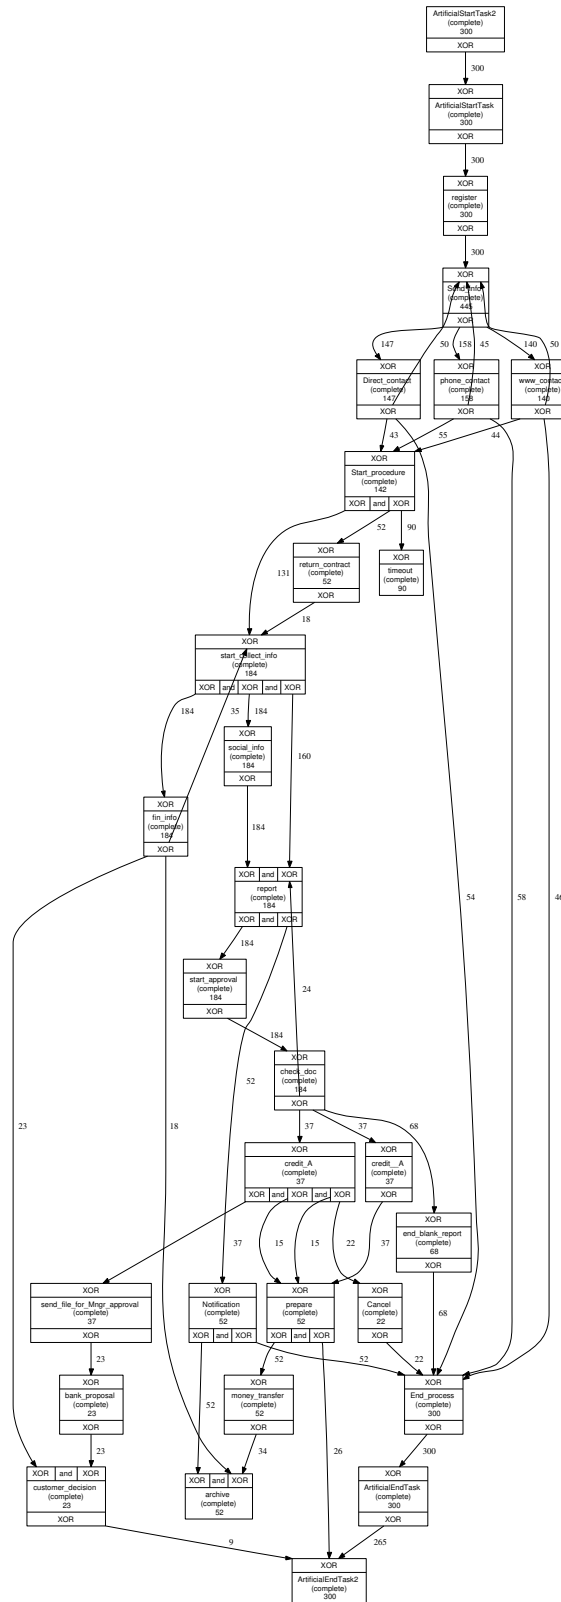 ArtificialStartTask2
(complete)
300
XOR
300
XOR
ArtificialStartTask
(complete)
300
XOR
300
XOR
register
(complete)
300
XOR
300
XOR
Send_info
(complete)
445
XOR
147
50
158
45
140
50
XOR
Direct_contact
(complete)
147
XOR
XOR
phone_contact
(complete)
158
XOR
XOR
www_contac
(complete)
140
XOR
43
55
44
XOR
Start_procedure
(complete)
142
XOR and XOR
52
90
XOR
return_contract
(complete)
52
XOR
XOR
timeout
(complete)
90
131
18
XOR
start_collect_info
(complete)
184
XOR and XOR and XOR
184
35
184
160
XOR
social_info
(complete)
184
XOR
XOR
fin_info
(complete)
184
XOR
184
XOR and XOR
report
(complete)
184
XOR and XOR
54
58
46
184
XOR
start_approval
(complete)
184
XOR
24
184
52
XOR
check_doc
(complete)
184
XOR
23
18
37
37
68
XOR
credit_A
(complete)
37
XOR and XOR and XOR
XOR
credit__A
(complete)
37
XOR
XOR
end_blank_report
(complete)
68
XOR
37
15
15
22
37
68
XOR
send_file_for_Mngr_approval
(complete)
37
XOR
XOR
Notification
(complete)
52
XOR and XOR
XOR
prepare
(complete)
52
XOR and XOR
XOR
Cancel
(complete)
22
XOR
23
52
52
22
XOR
bank_proposal
(complete)
23
XOR
XOR
money_transfer
(complete)
52
XOR
XOR
End_process
(complete)
300
XOR
52
23
34
26
300
XOR and XOR
customer_decision
(complete)
23
XOR
XOR and XOR
archive
(complete)
52
XOR
ArtificialEndTask
(complete)
300
XOR
9
265
XOR
ArtificialEndTask2
(complete)
300